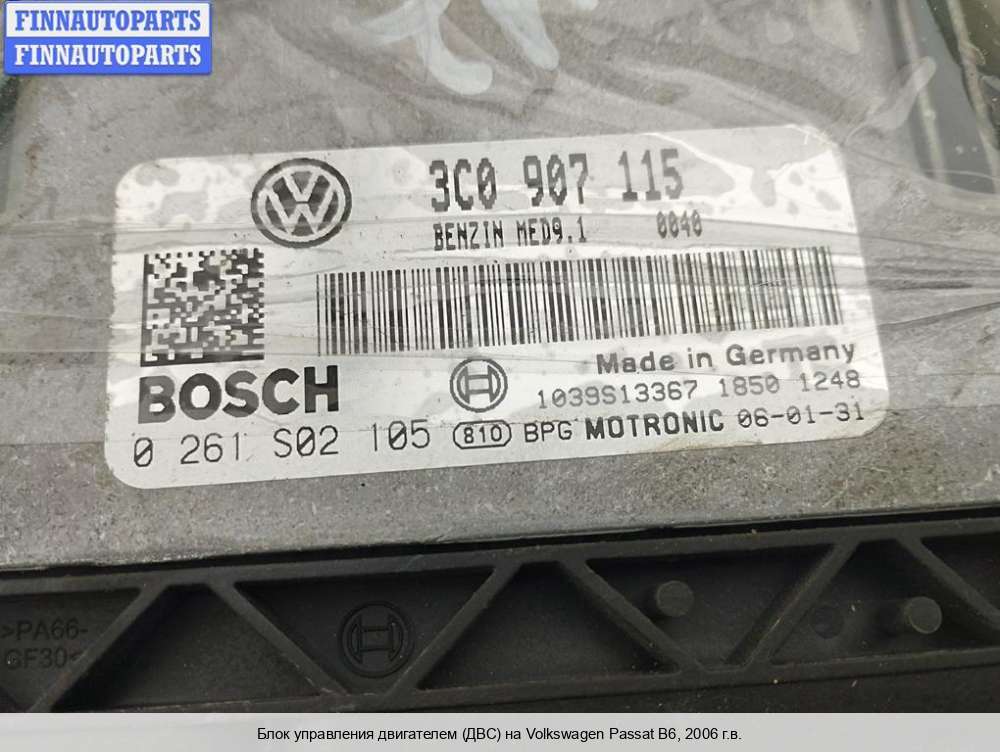 FINNAUTOPARTS
FINNAUTOPARTS
3C0 907 115
BENZIN MED9.1 0040
Made in Germany
BOSCH
1039S13367 1850 1248
0 261 S02 105 810 BPG MOTRONIC 06-01-31
>PA66-
GF30<
Блок управления двигателем (ДВС) на Volkswagen Passat B6, 2006 г.в.